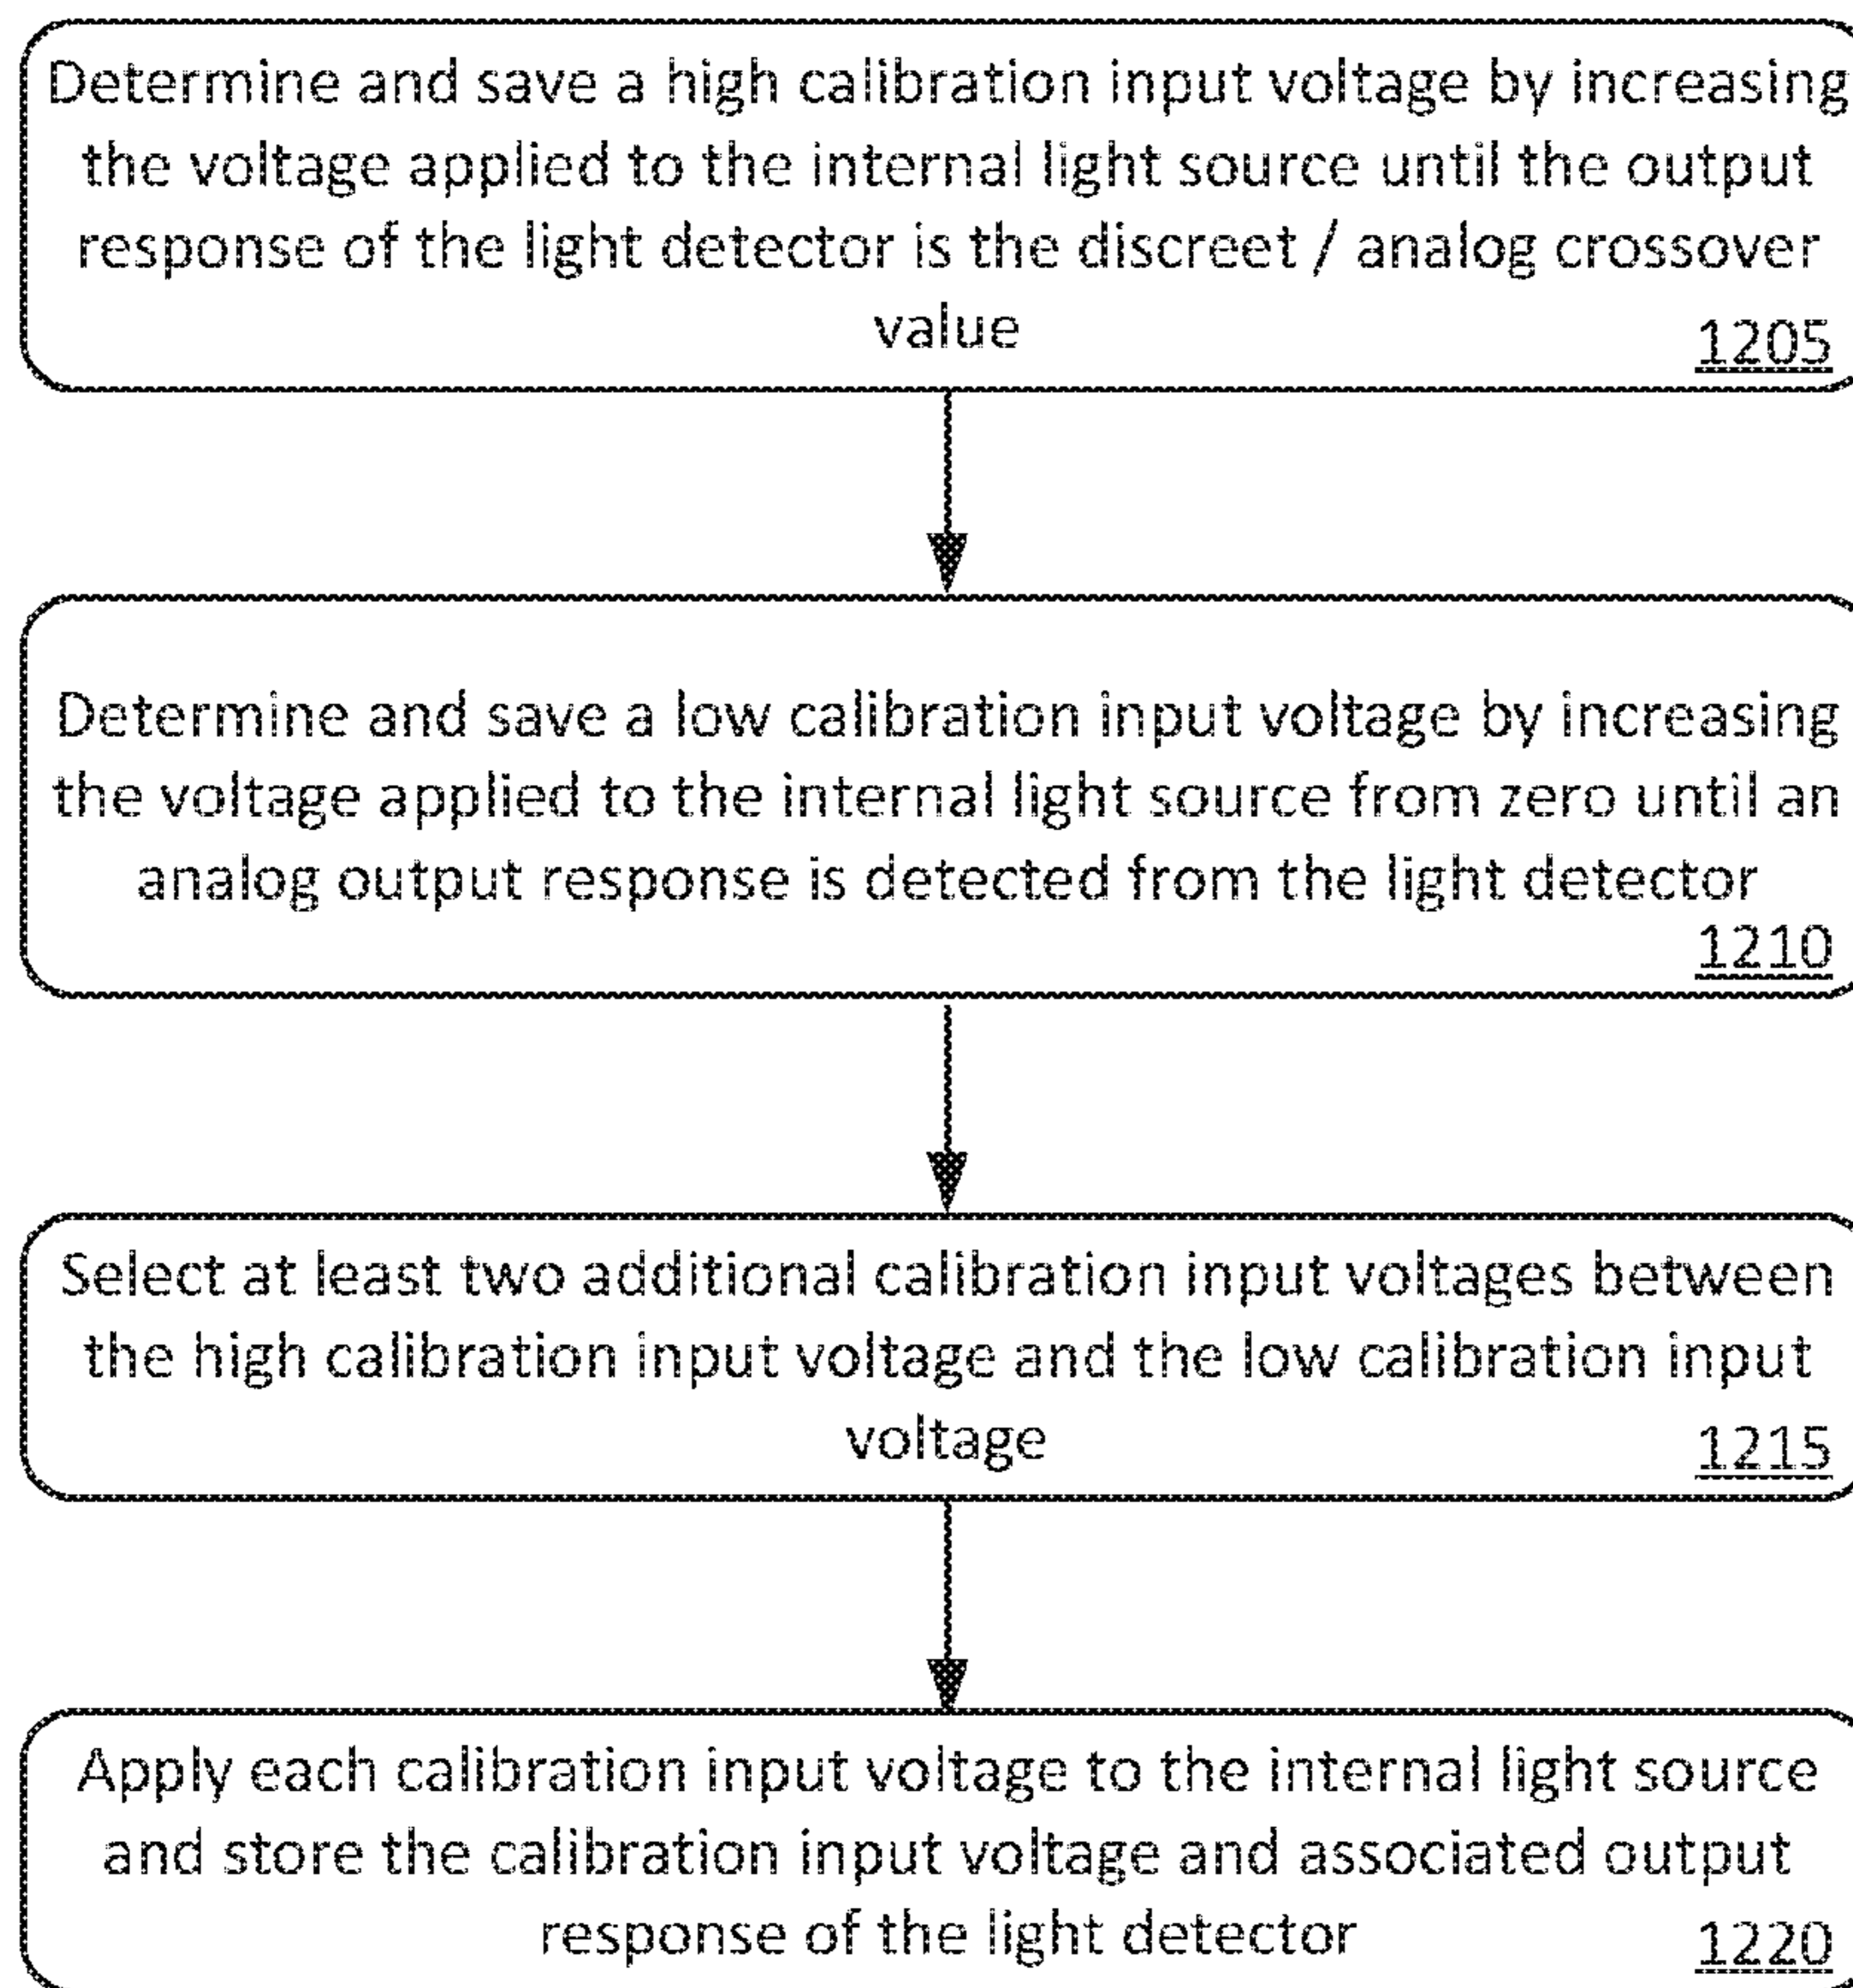 Determine and save a high calibration input voltage by increasing
the voltage applied to the internal light source until the output
response of the light detector is the discreet / analog crossover
value
1205
Determine and save a low calibration input voltage by increasing
the voltage applied to the internal light source from zero until an
analog output response is detected from the light detector
1210
Select at least two additional calibration input voltages between
the high calibration input voltage and the low calibration input
voltage
1215
Apply each calibration input voltage to the internal light source
and store the calibration input voltage and associated output
response of the light detector
1220